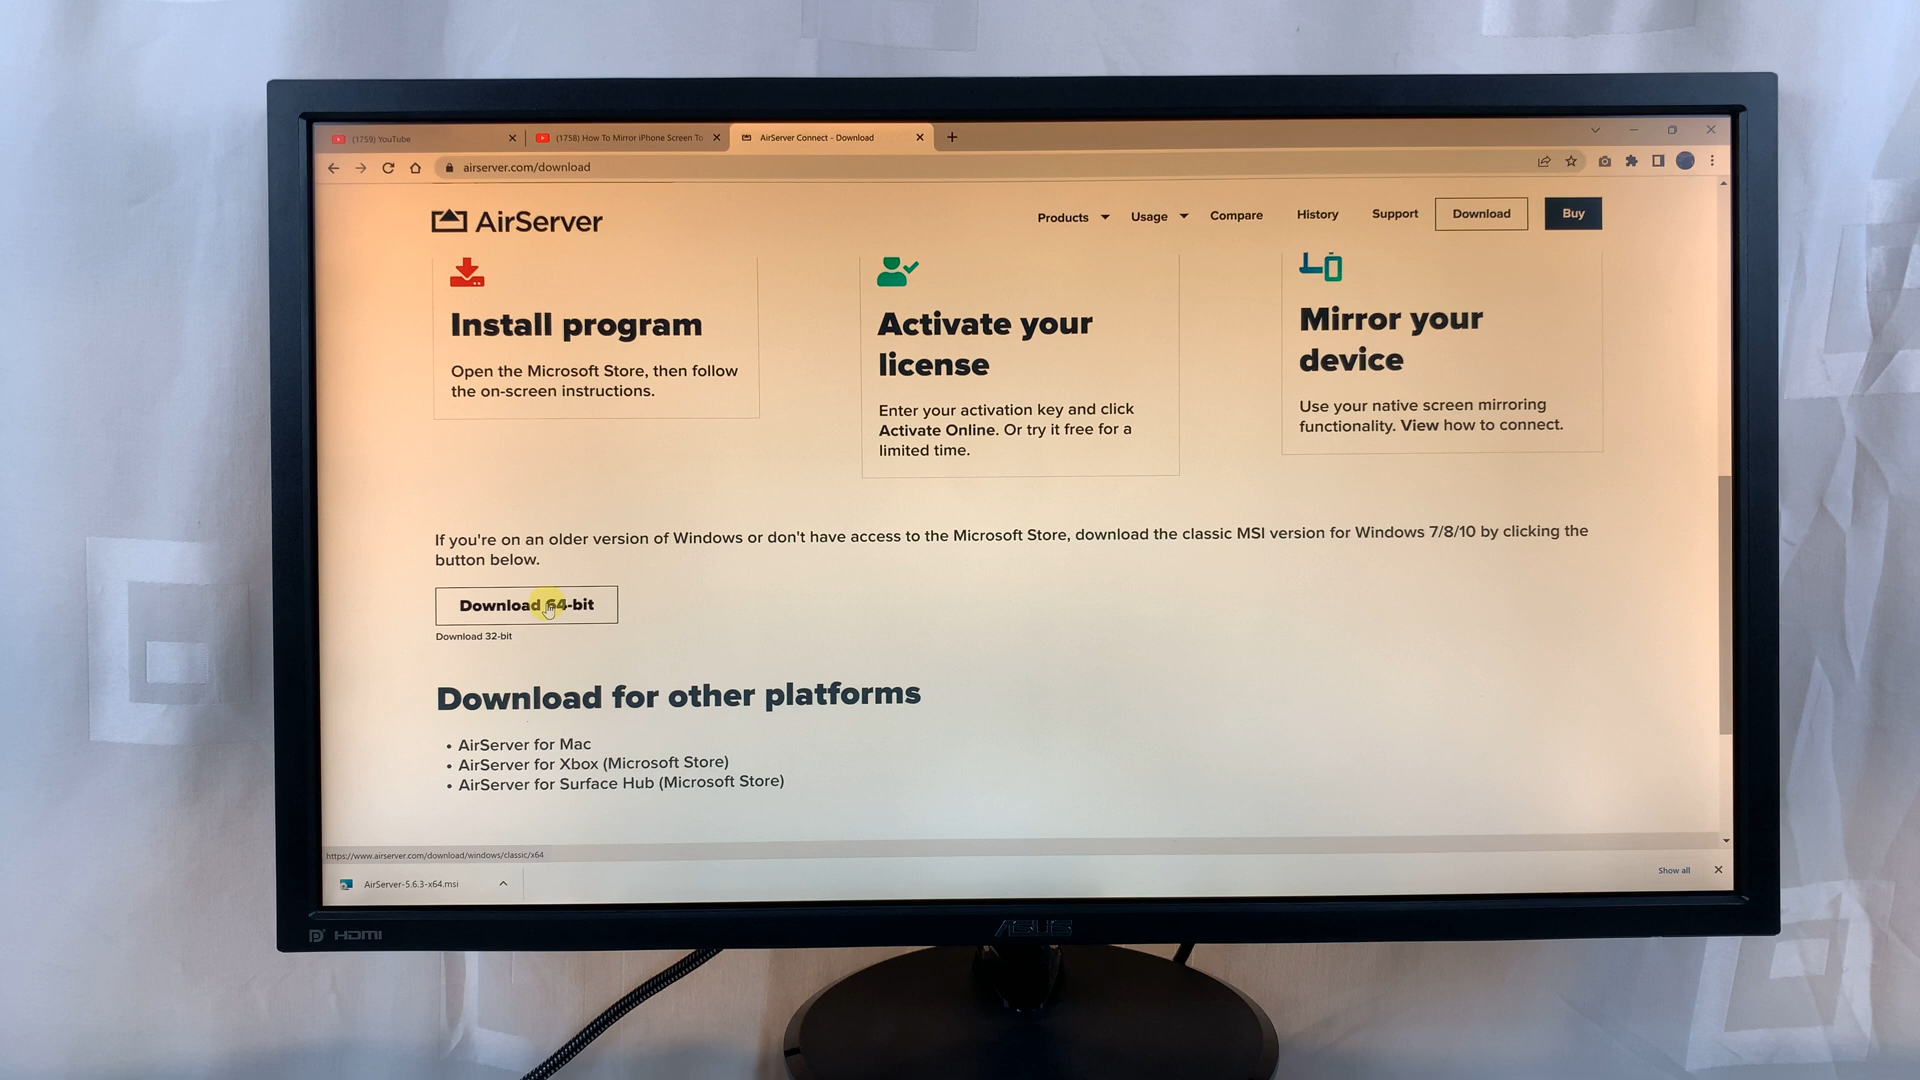 (1759) YouTube
(1758) How To Mirror iPhone Screen To
AirServer Connect - Download
airserver.com/download
AirServer
Products
Usage
Compare
History
Support
Download
Buy
Install program
Open the Microsoft Store, then follow
the on-screen instructions.
Activate your
license
Enter your activation key and click
Activate Online. Or try it free for a
limited time.
Mirror your
device
Use your native screen mirroring
functionality. View how to connect.
If you're on an older version of Windows or don't have access to the Microsoft Store, download the classic MSI version for Windows 7/8/10 by clicking the
button below.
Download 64-bit
Download 32-bit
Download for other platforms
• AirServer for Mac
• AirServer for Xbox (Microsoft Store)
• AirServer for Surface Hub (Microsoft Store)
https://www.airserver.com/download/windows/classic/x64
AirServer-5.6.3-x64.msi
Show all
HDMI
ASUS